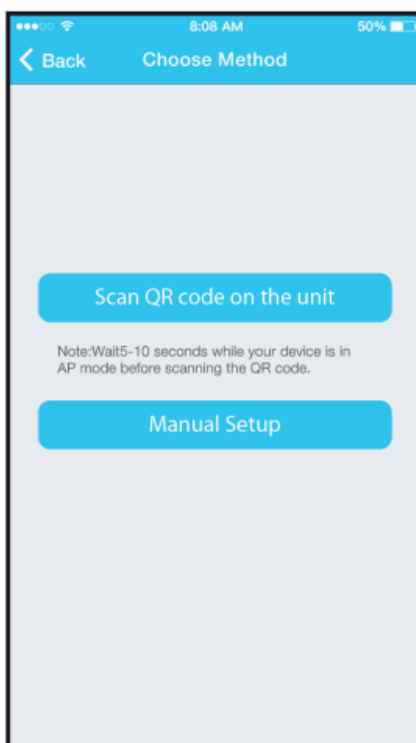 8:08 AM 50%
Back Choose Method
Scan QR code on the unit
Note:Wait5-10 seconds while your device is in
AP mode before scanning the QR code.
Manual Setup